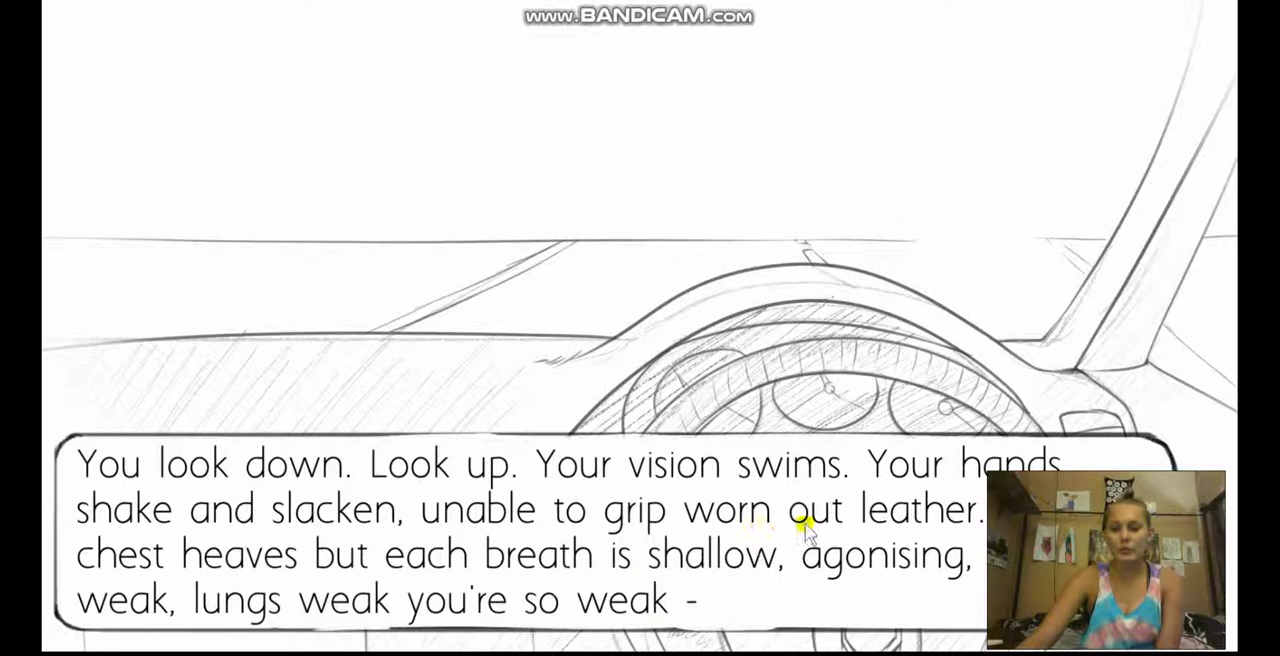 www.BANDICAM.com
You look down. Look up. Your vision swims. Your hands
shake and slacken, unable to grip worn out leather.
chest heaves but each breath is shallow, agonising,
weak, lungs weak you're so weak -